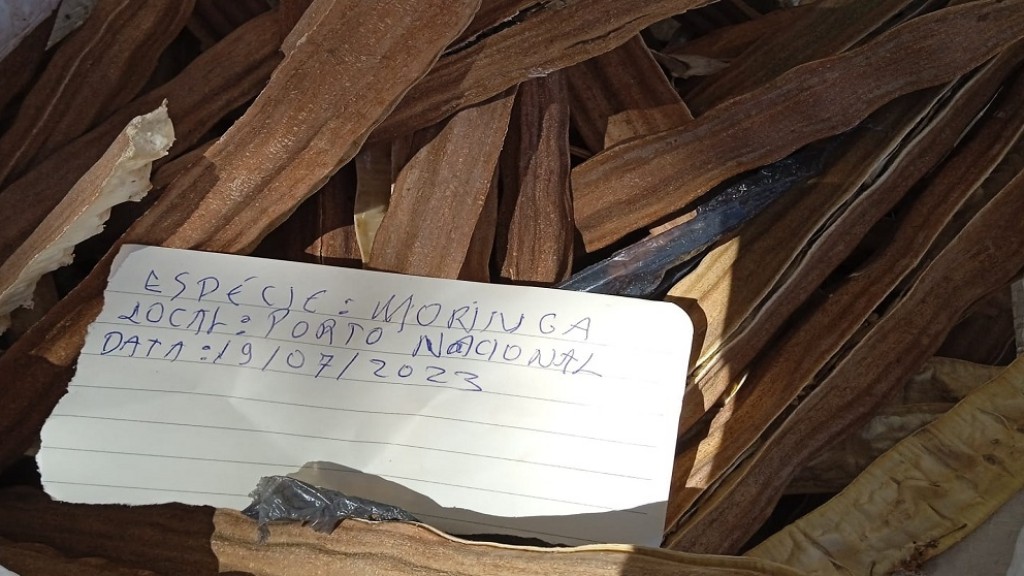 ESPÉCIE: MORINGA
LOCAL: PORTO NACIONAL
DATA: 19/07/2023